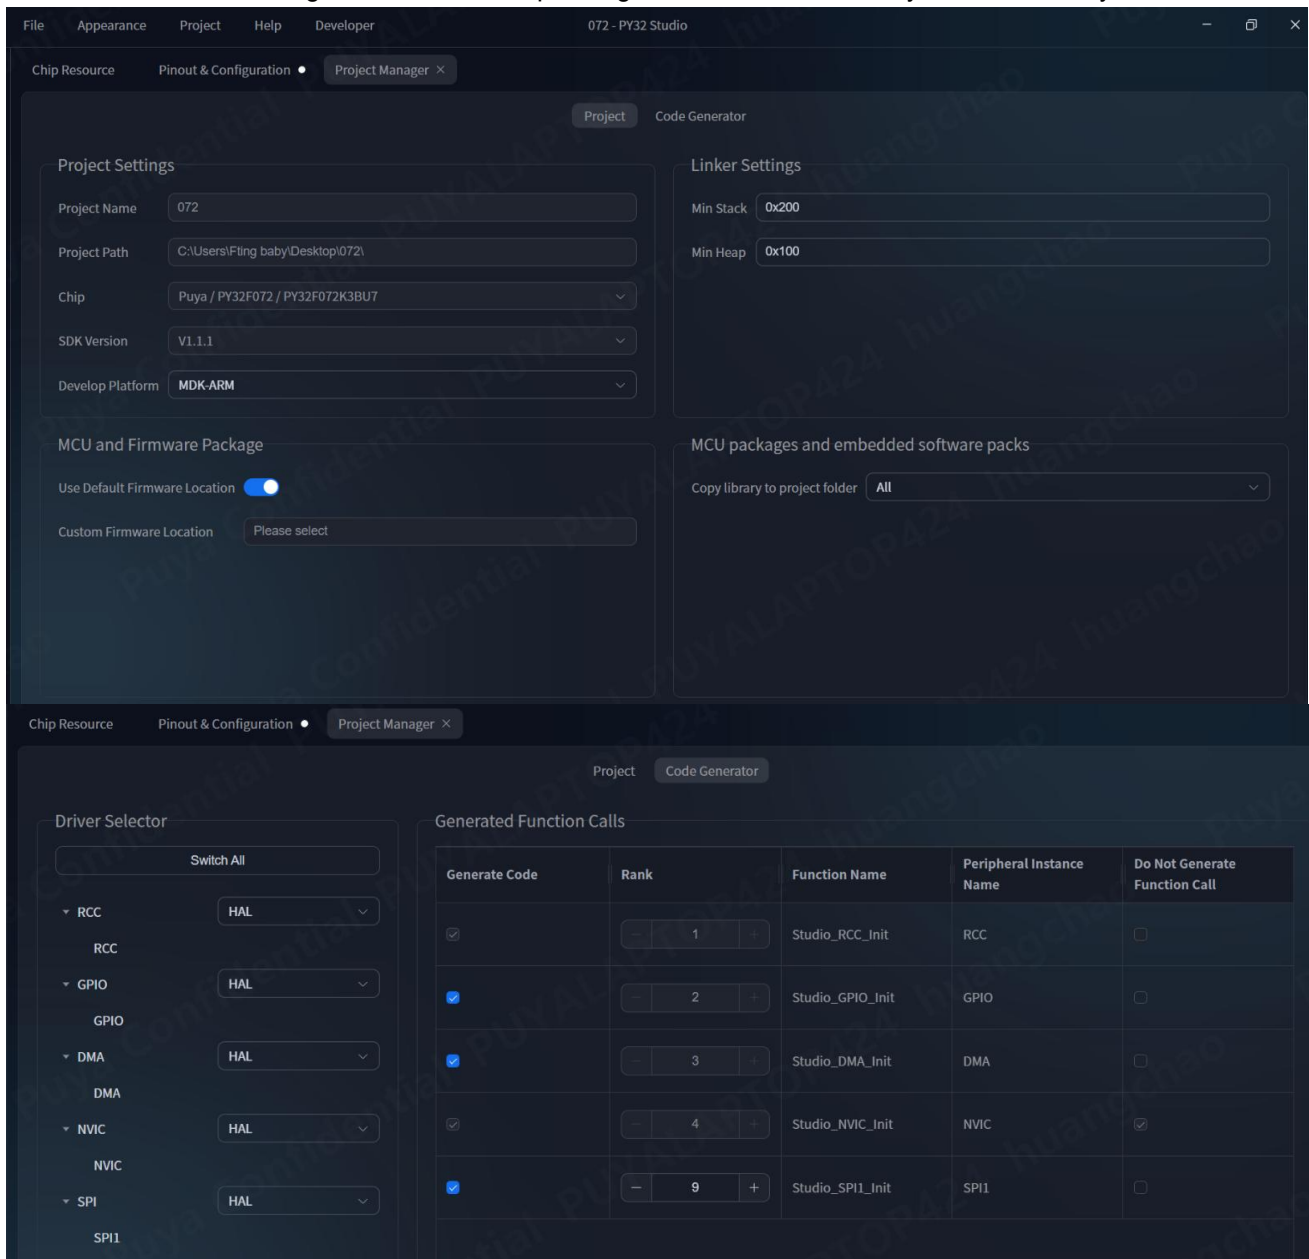 File Appearance Project Help Developer 072 - PY32 Studio
Chip Resource Pinout & Configuration Project Manager ×
Project Code Generator
Project Settings
Project Name 072
Project Path C:\Users\Fting baby\Desktop\072\
Chip Puya / PY32F072 / PY32F072K3BU7
SDK Version V1.1.1
Develop Platform MDK-ARM
Linker Settings
Min Stack 0x200
Min Heap 0x100
MCU and Firmware Package
Use Default Firmware Location
Custom Firmware Location Please select
MCU packages and embedded software packs
Copy library to project folder All
Chip Resource Pinout & Configuration Project Manager ×
Project Code Generator
Driver Selector
Switch All
RCC HAL
RCC
GPIO HAL
GPIO
DMA HAL
DMA
NVIC HAL
NVIC
SPI HAL
SPI1
Generated Function Calls
Generate Code Rank Function Name Peripheral Instance Name Do Not Generate Function Call
1 Studio_RCC_Init RCC
2 Studio_GPIO_Init GPIO
3 Studio_DMA_Init DMA
4 Studio_NVIC_Init NVIC
9 Studio_SPI1_Init SPI1
Puya Confidential PUYALAPTOP424 huangchao